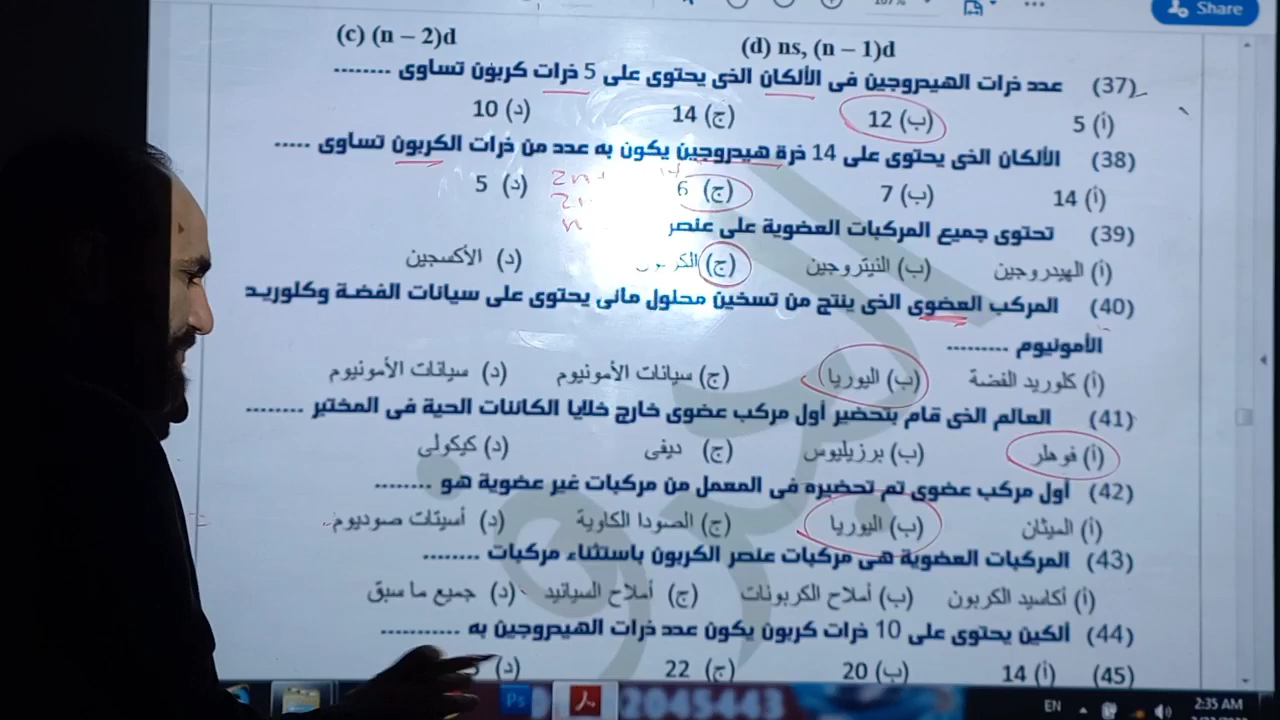 Share
(c) (n – 2)d (d) ns, (n – 1)d
(37) عدد ذرات الهيدروجين فى الألكان الذى يحتوى على 5 ذرات كربون تساوى ........
(أ) 5 (ب) 12 (ج) 14 (د) 10
(38) الألكان الذى يحتوى على 14 ذرة هيدروجين يكون به عدد من ذرات الكربون تساوى .....
(أ) 14 (ب) 7 (ج) 6 (د) 5
(39) تحتوى جميع المركبات العضوية على عنصر
(أ) الهيدروجين (ب) النيتروجين (ج) (د) الأكسجين
(40) المركب العضوى الذى ينتج من تسخين محلول مائى يحتوى على سيانات الفضة وكلوريد
الأمونيوم .........
(أ) كلوريد الفضة (ب) اليوريا (ج) سيانات الأمونيوم (د) سيانات الأمونيوم
(41) العالم الذى قام بتحضير أول مركب عضوى خارج خلايا الكائنات الحية فى المختبر ........
(أ) فوهلر (ب) برزيليوس (ج) ديفى (د) كيكولى
(42) أول مركب عضوى تم تحضيره فى المعمل من مركبات غير عضوية هو ........
(أ) الميثان (ب) اليوريا (ج) الصودا الكاوية (د) أسيتات صوديوم
(43) المركبات العضوية هى مركبات عنصر الكربون باستثناء مركبات ........
(أ) أكاسيد الكربون (ب) أملاح الكربونات (ج) أملاح السيانيد (د) جميع ما سبق
(44) ألكين يحتوى على 10 ذرات كربون يكون عدد ذرات الهيدروجين به ...........
(45) (أ) 14 (ب) 20 (ج) 22 (د)
2045443
EN 2:35 AM